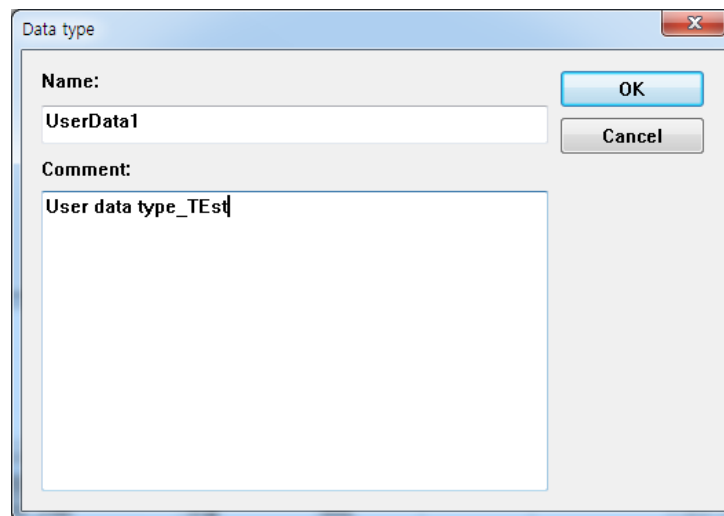 Data type
Name:
OK
UserData1
Cancel
Comment:
User data type_TEst